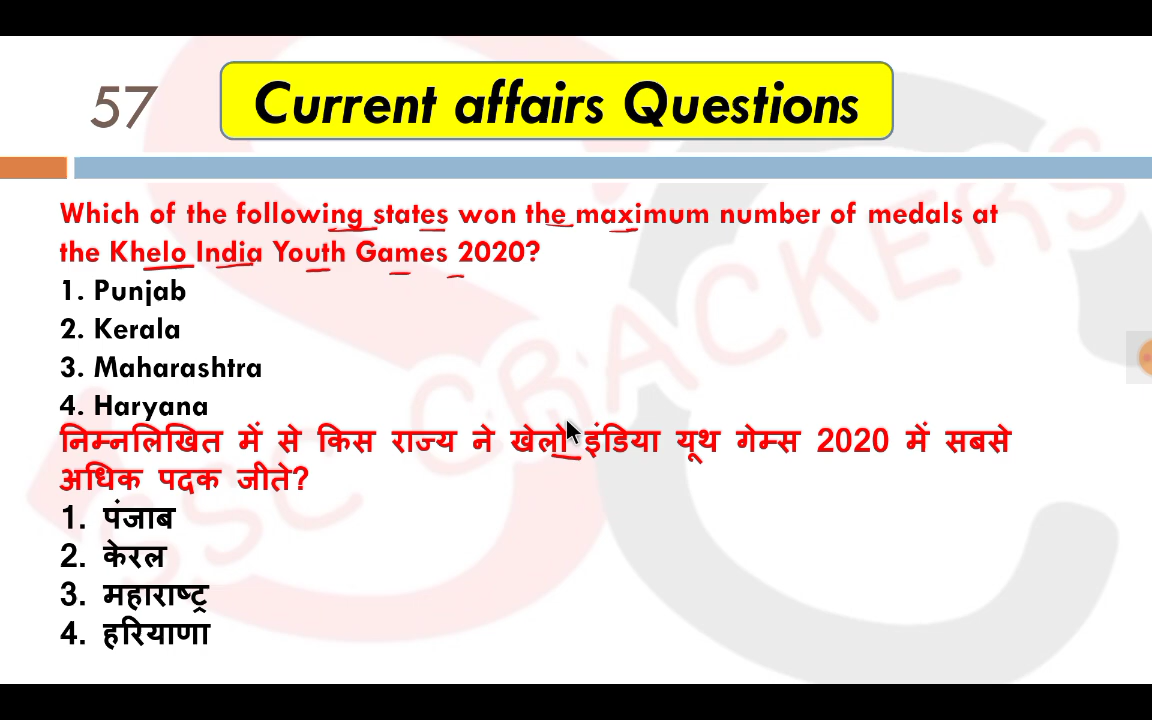 57
Current affairs Questions
Which of the following states won the maximum number of medals at
the Khelo India Youth Games 2020?
1. Punjab
2. Kerala
3. Maharashtra
4. Haryana
निम्नलिखित में से किस राज्य ने खेलो इंडिया यूथ गेम्स 2020 में सबसे
अधिक पदक जीते?
1. पंजाब
2. केरल
3. महाराष्ट्र
4. हरियाणा
SSC CRACKERS